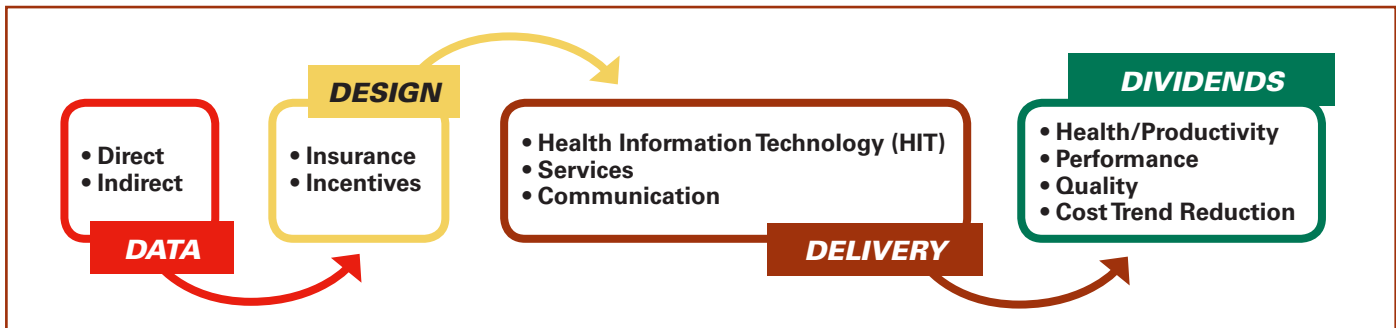 • Direct
• Indirect
DATA
DESIGN
• Insurance
• Incentives
• Health Information Technology (HIT)
• Services
• Communication
DELIVERY
DIVIDENDS
• Health/Productivity
• Performance
• Quality
• Cost Trend Reduction